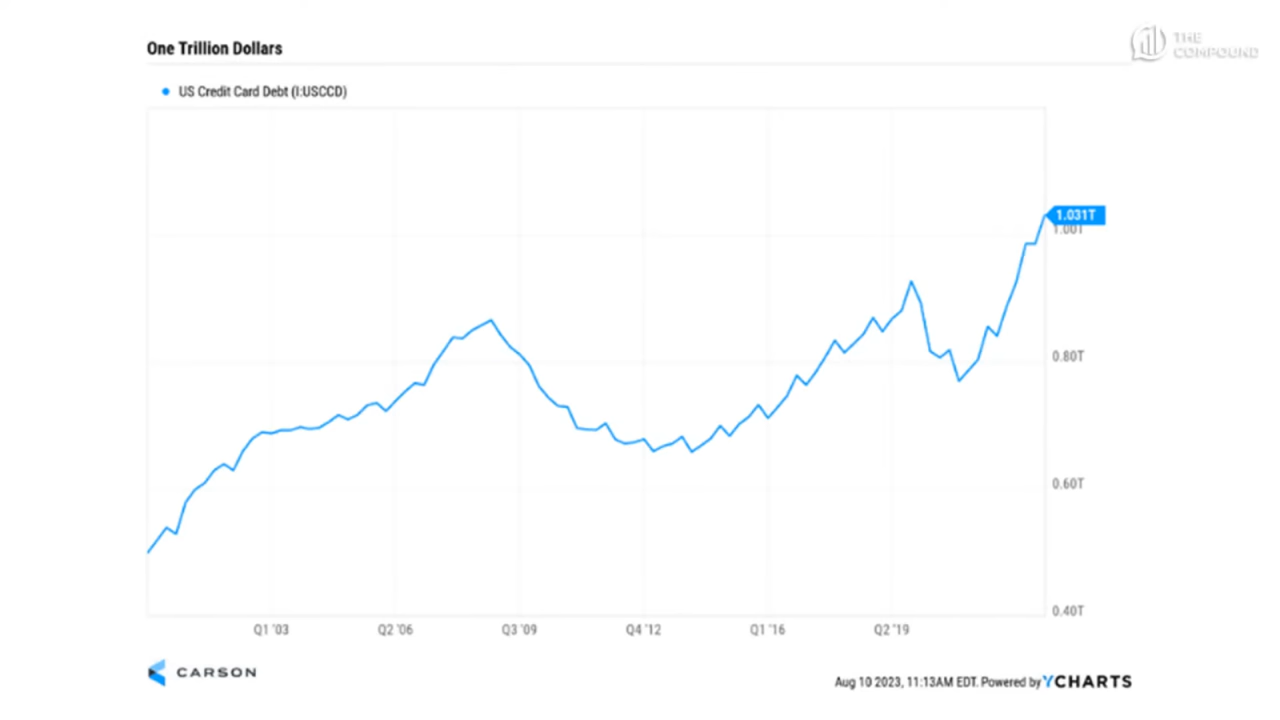 One Trillion Dollars
THE
COMPOUND
US Credit Card Debt (I:USCCD)
1.031T
1.00T
0.80T
0.60T
0.40T
Q1 '03
Q2 '06
Q3 '09
Q4 '12
Q1 '16
Q2 '19
CARSON
Aug 10 2023, 11:13AM EDT. Powered by YCHARTS